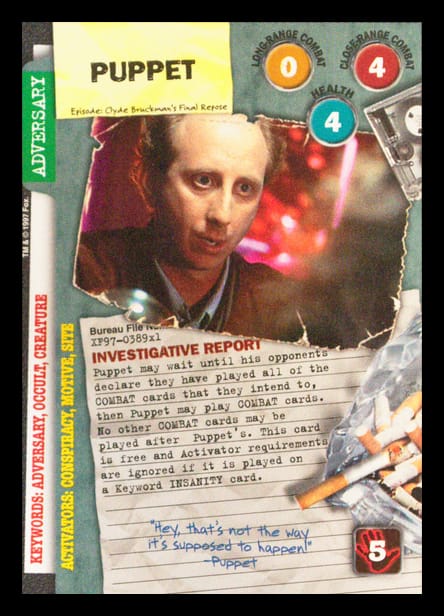 PUPPET
Episode: Clyde Bruckman's Final Repose
LONG-RANGE COMBAT
0
CLOSE-RANGE COMBAT
4
HEALTH
4
ADVERSARY
TM & © 1997 Fox.
KEYWORDS: ADVERSARY, OCCULT, CREATURE
ACTIVATORS: CONSPIRACY, MOTIVE, SITE
Bureau File
XF97-0389x1
INVESTIGATIVE REPORT
Puppet may wait until his opponents
declare they have played all of the
COMBAT cards that they intend to,
then Puppet may play COMBAT cards.
No other COMBAT cards may be
played after Puppet's. This card
is free and Activator requirements
are ignored if it is played on
a Keyword INSANITY card.
"Hey, that's not the way
it's supposed to happen!"
-Puppet
5